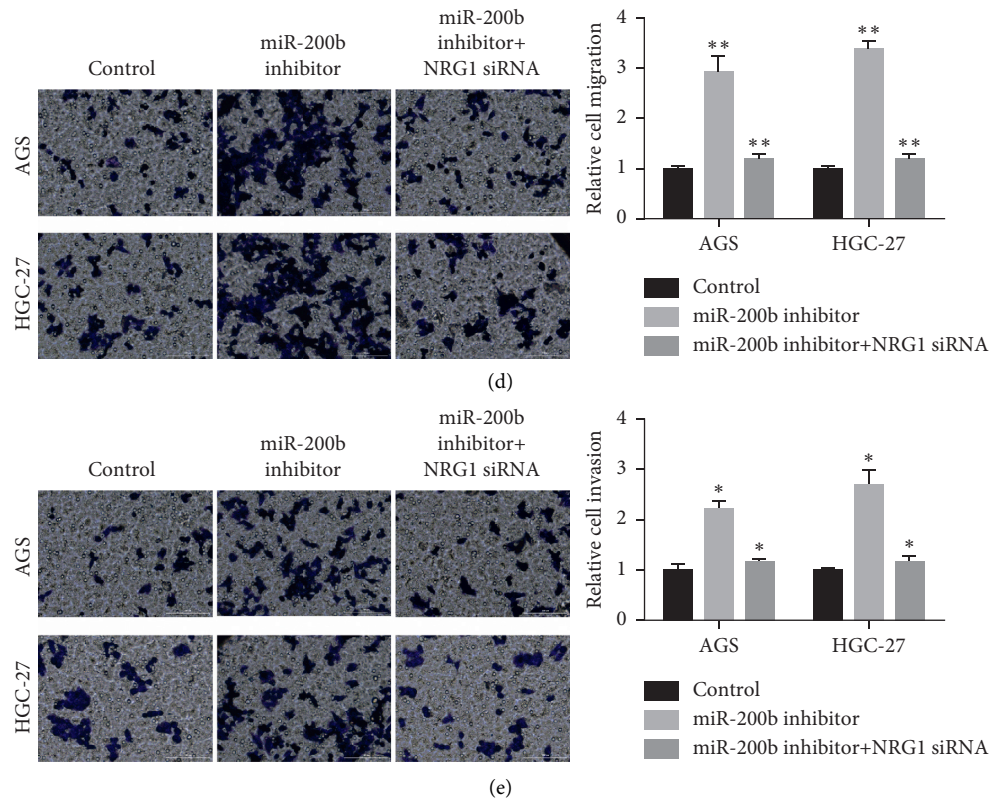 Control
miR-200b
inhibitor
miR-200b
inhibitor+
NRG1 siRNA
AGS
HGC-27
Relative cell migration
4
3
2
1
0
**
**
**
**
AGS
HGC-27
Control
miR-200b inhibitor
miR-200b inhibitor+NRG1 siRNA
(d)
Control
miR-200b
inhibitor
miR-200b
inhibitor+
NRG1 siRNA
AGS
HGC-27
Relative cell invasion
4
3
2
1
0
*
*
*
*
AGS
HGC-27
Control
miR-200b inhibitor
miR-200b inhibitor+NRG1 siRNA
(e)